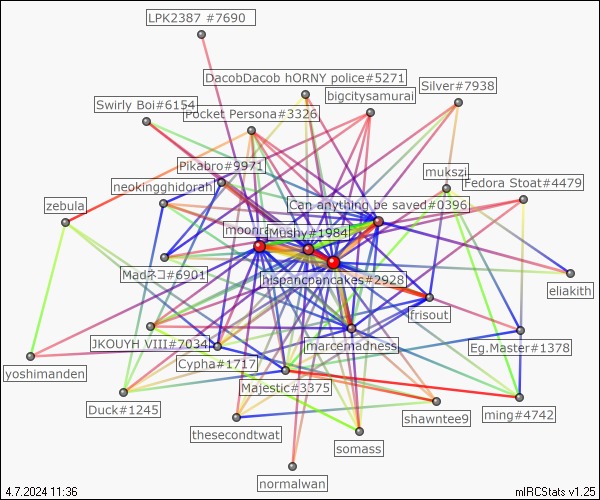 LPK2387 #7690
DacobDacob hORNY police#5271
Silver#7938
bigcitysamurai
Swirly Boi#6154
Pocket Persona#3326
Pikabro#9971
mukszi
Fedora Stoat#4479
neokingghidorah
zebula
Can anything be saved#0396
Mushy#1984
Madネコ#6901
hispancpancakes#2928
eliakith
frisout
JKOUYH VIII#7034
marcemadness
Eg.Master#1378
Cypha#1717
yoshimanden
Majestic#3375
Duck#1245
shawntee9
ming#4742
thesecondtwat
somass
normalwan
4.7.2024 11:36
mIRCStats v1.25